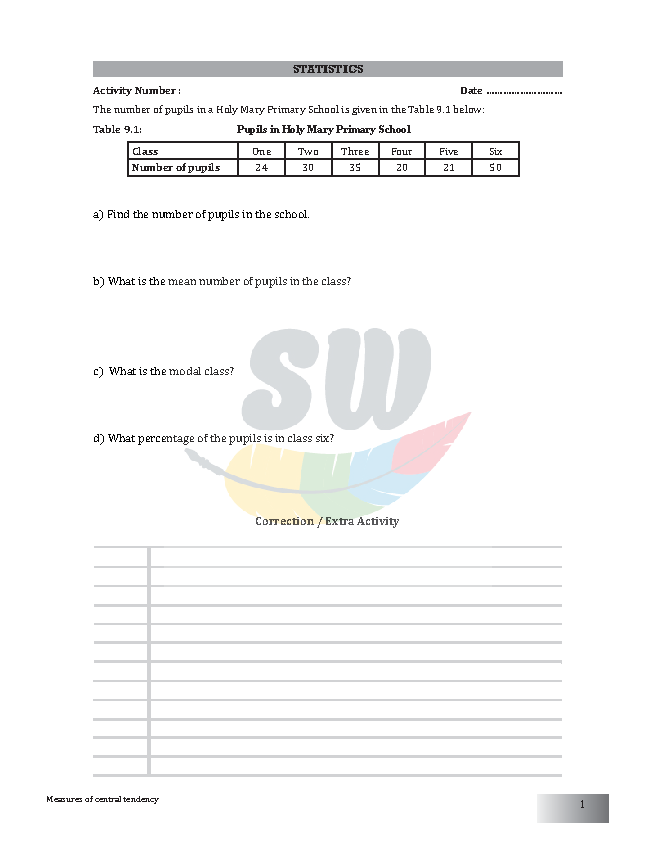 STATISTICS
Activity Number : Date ...........................
The number of pupils in a Holy Mary Primary School is given in the Table 9.1 below:
Table 9.1: Pupils in Holy Mary Primary School
Class One Two Three Four Five Six
Number of pupils 24 30 35 20 21 50
a) Find the number of pupils in the school.
b) What is the mean number of pupils in the class?
SW
c) What is the modal class?
d) What percentage of the pupils is in class six?
Correction / Extra Activity
Measures of central tendency 1